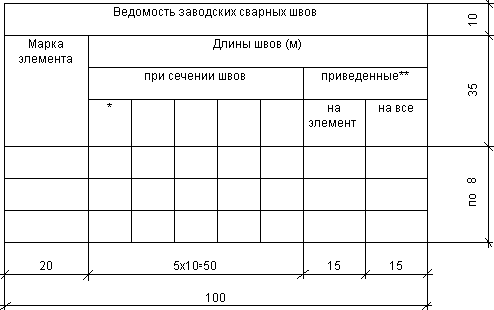 Ведомость заводских сварных швов
10
Марка
элемента
Длины швов (м)
при сечении швов
приведенные**
35
*
на
элемент
на все
по 8
20
5x10=50
15
15
100